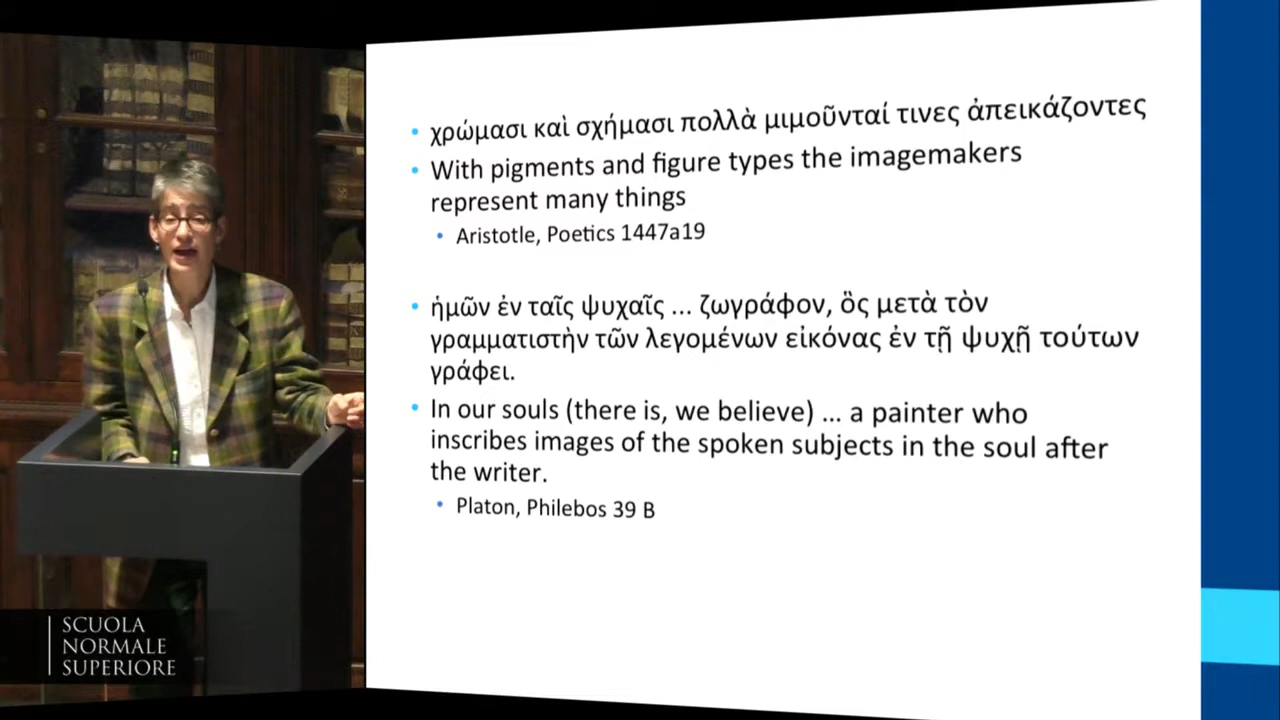 χρώμασι καὶ σχήμασι πολλὰ μιμοῦνταί τινες ἀπεικάζοντες
With pigments and figure types the imagemakers
represent many things
Aristotle, Poetics 1447a19
ἡμῶν ἐν ταῖς ψυχαῖς ... ζωγράφον, ὃς μετὰ τὸν
γραμματιστὴν τῶν λεγομένων εἰκόνας ἐν τῇ ψυχῇ τούτων
γράφει.
In our souls (there is, we believe) ... a painter who
inscribes images of the spoken subjects in the soul after
the writer.
Platon, Philebos 39 B
SCUOLA
NORMALE
SUPERIORE